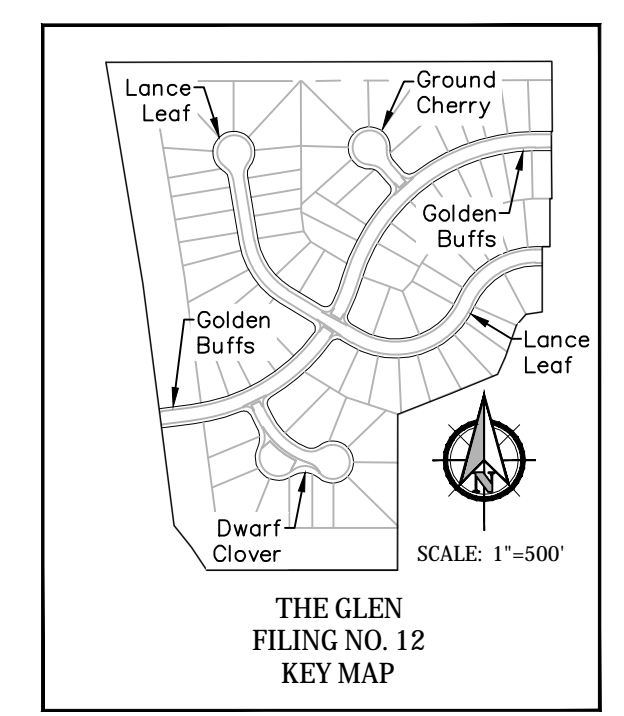 Lance
Leaf
Ground
Cherry
Golden
Buffs
Golden
Buffs
Lance
Leaf
Dwarf
Clover
N
SCALE: 1"=500'
THE GLEN
FILING NO. 12
KEY MAP